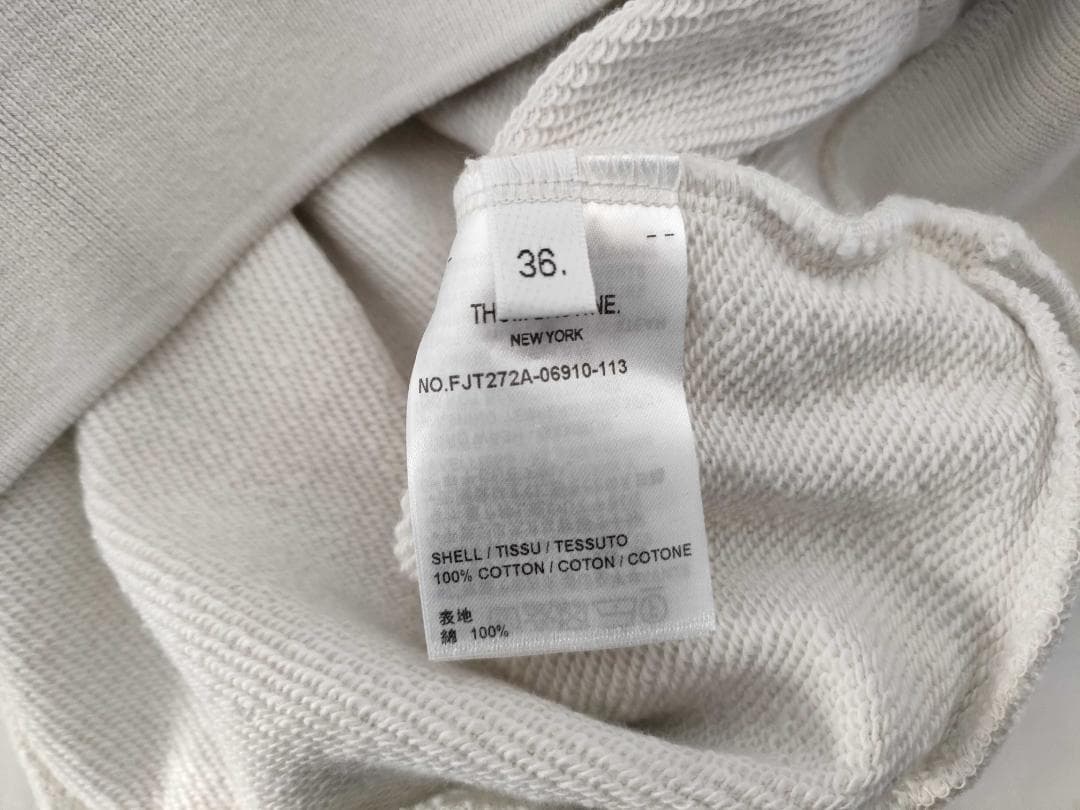 36.
NEW YORK
NO.FJT272A-06910-113
SHELL / TISSU / TESSUTO
100% COTTON / COTON / COTONE
表地
綿 100%